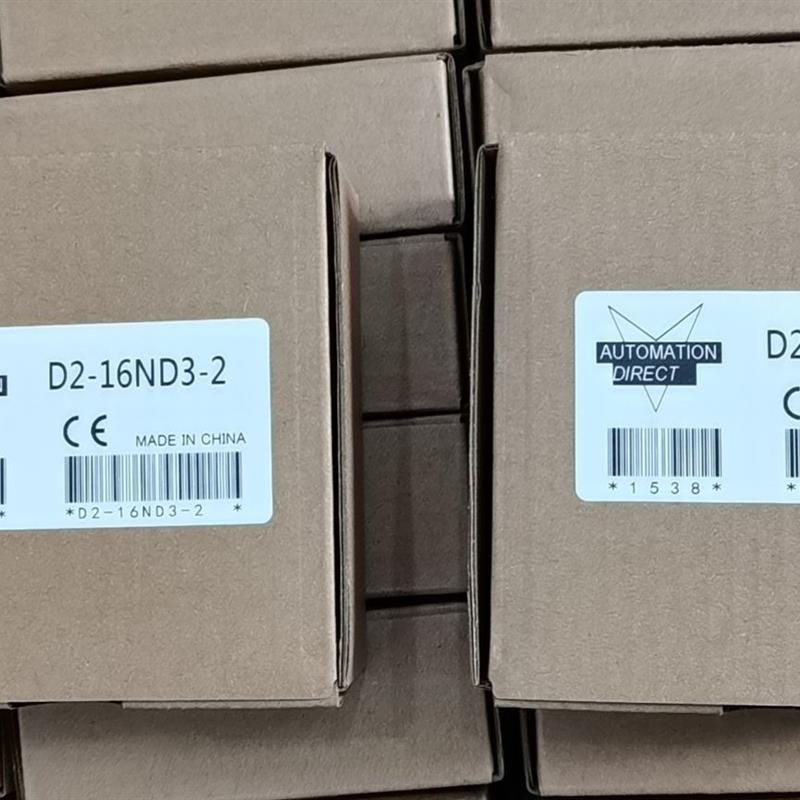 D2-16ND3-2
CE MADE IN CHINA
*D2-16ND3-2 *
AUTOMATION
DIRECT
*1538*
D2